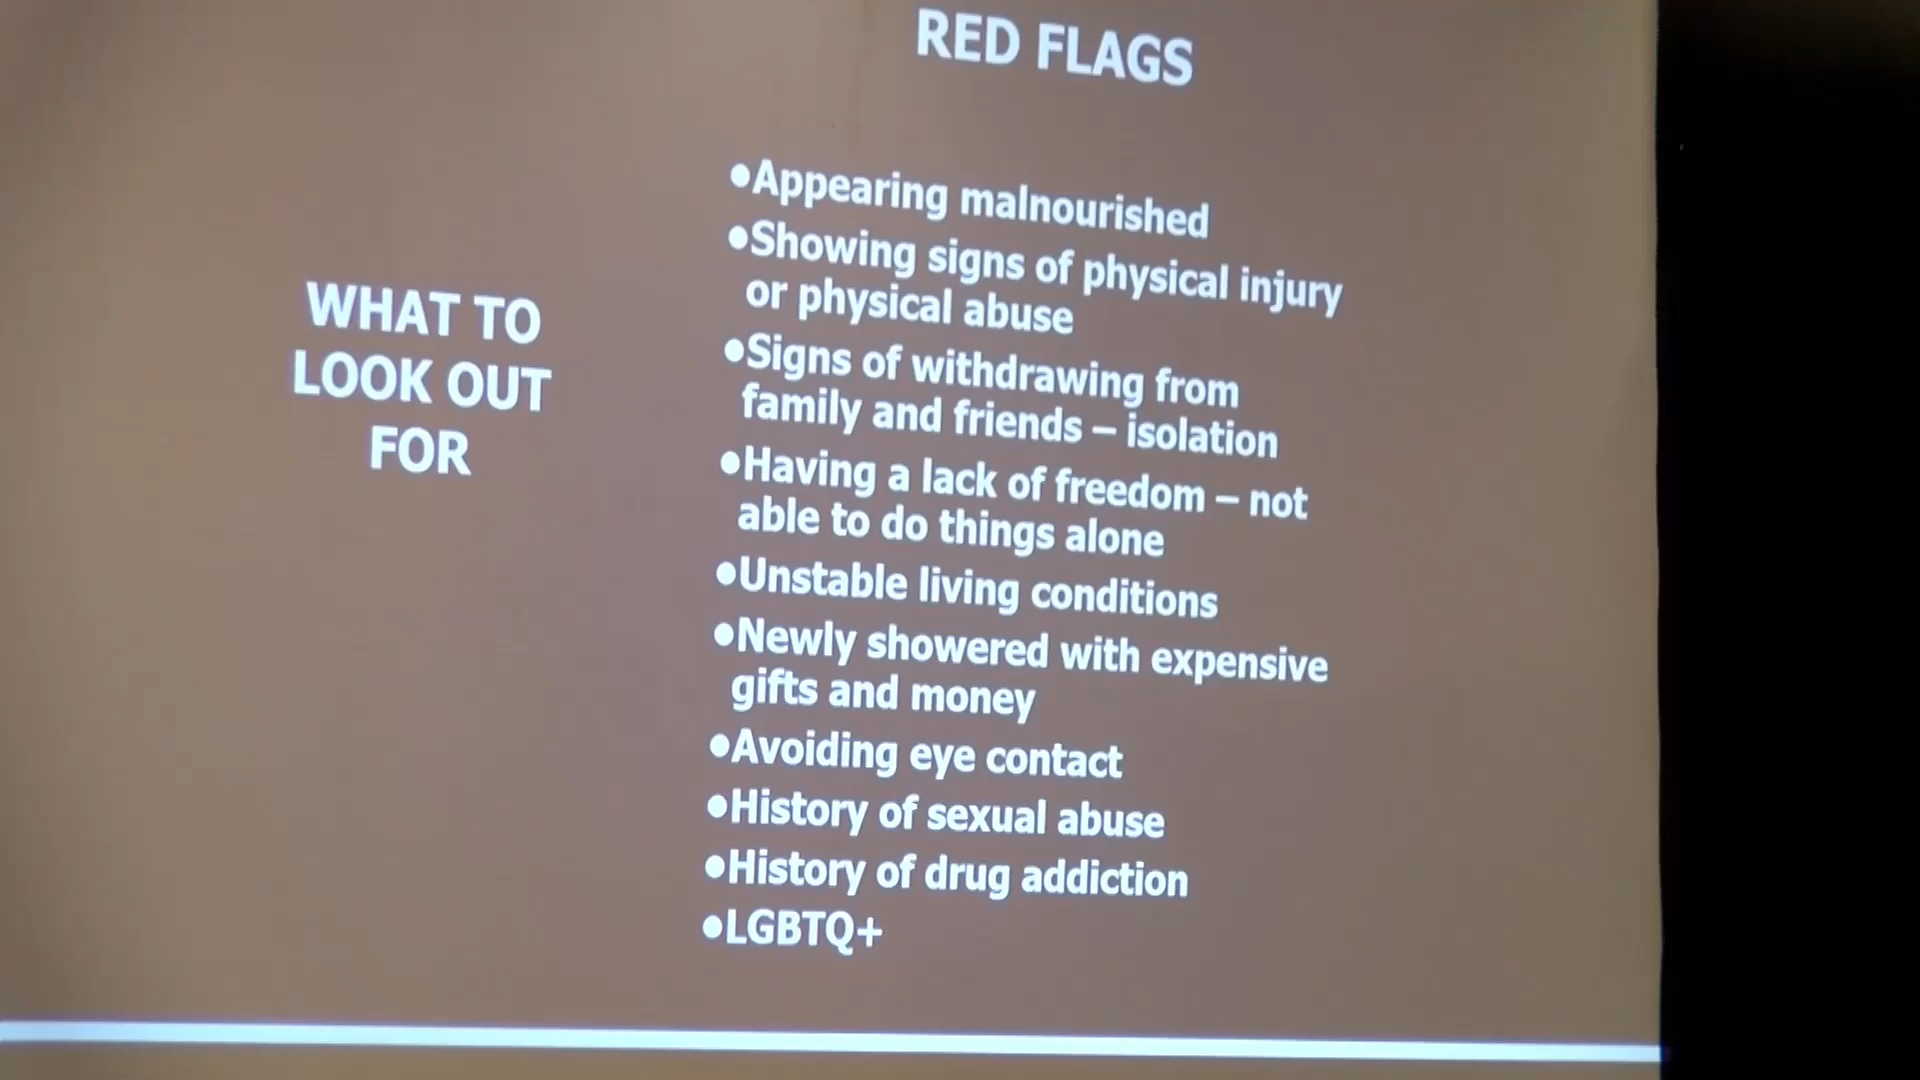 RED FLAGS
WHAT TO
LOOK OUT
FOR
●Appearing malnourished
●Showing signs of physical injury
or physical abuse
●Signs of withdrawing from
family and friends – isolation
●Having a lack of freedom – not
able to do things alone
●Unstable living conditions
●Newly showered with expensive
gifts and money
●Avoiding eye contact
●History of sexual abuse
●History of drug addiction
●LGBTQ+